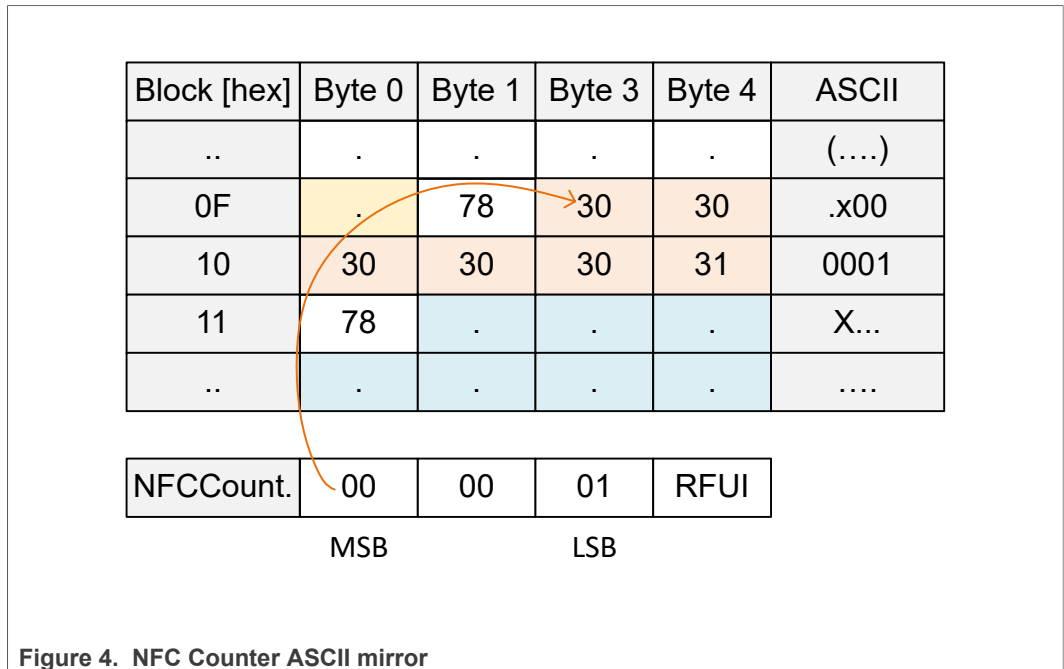 Block [hex] Byte 0 Byte 1 Byte 3 Byte 4 ASCII
.. . . . . (....)
0F . 78 30 30 .x00
10 30 30 30 31 0001
11 78 . . . X...
.. . . . . ....
NFCCount. 00 00 01 RFUI
MSB LSB
Figure 4. NFC Counter ASCII mirror